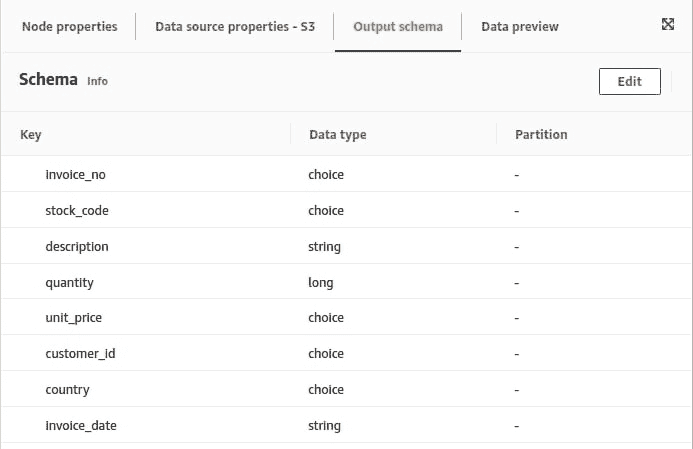 Node properties Data source properties - S3 Output schema Data preview
Schema Info Edit
Key Data type Partition
invoice_no choice -
stock_code choice -
description string -
quantity long -
unit_price choice -
customer_id choice -
country choice -
invoice_date string -